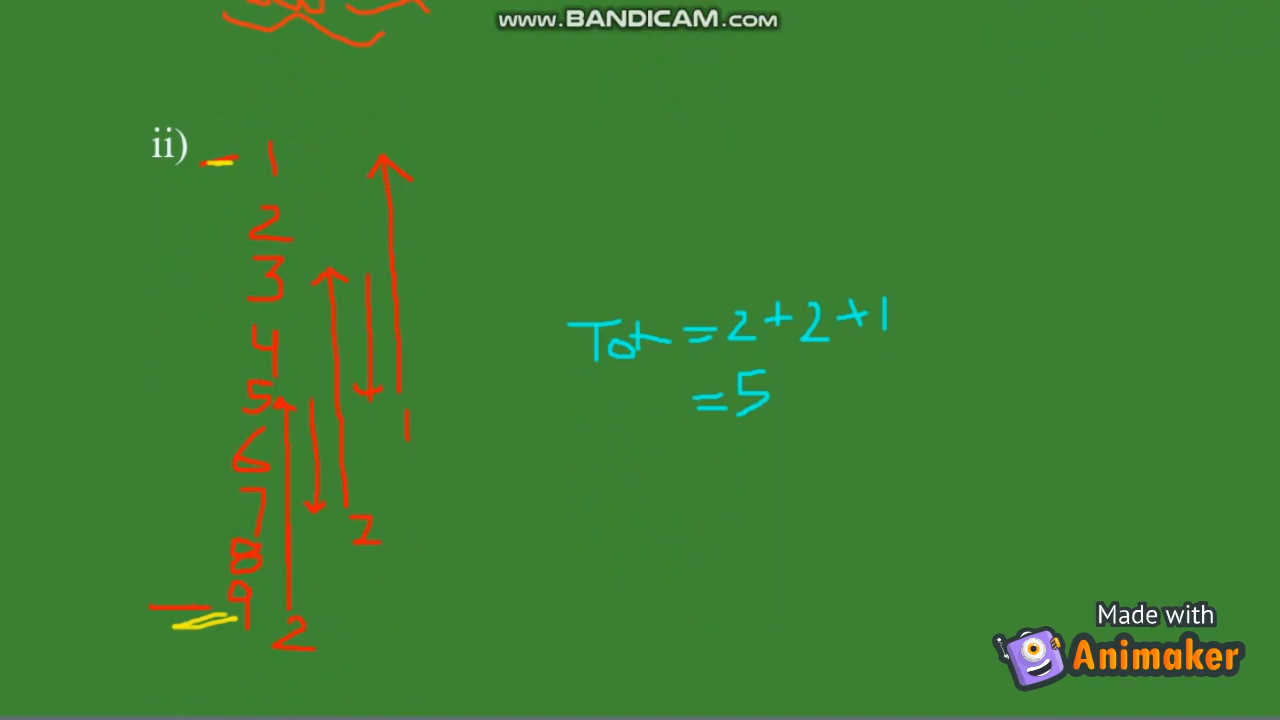 www.BANDICAM.com
ii) 1
2
3
4
5
6
7
8
9
2
2
1
Tot = 2 + 2 + 1
= 5
Made with
Animaker